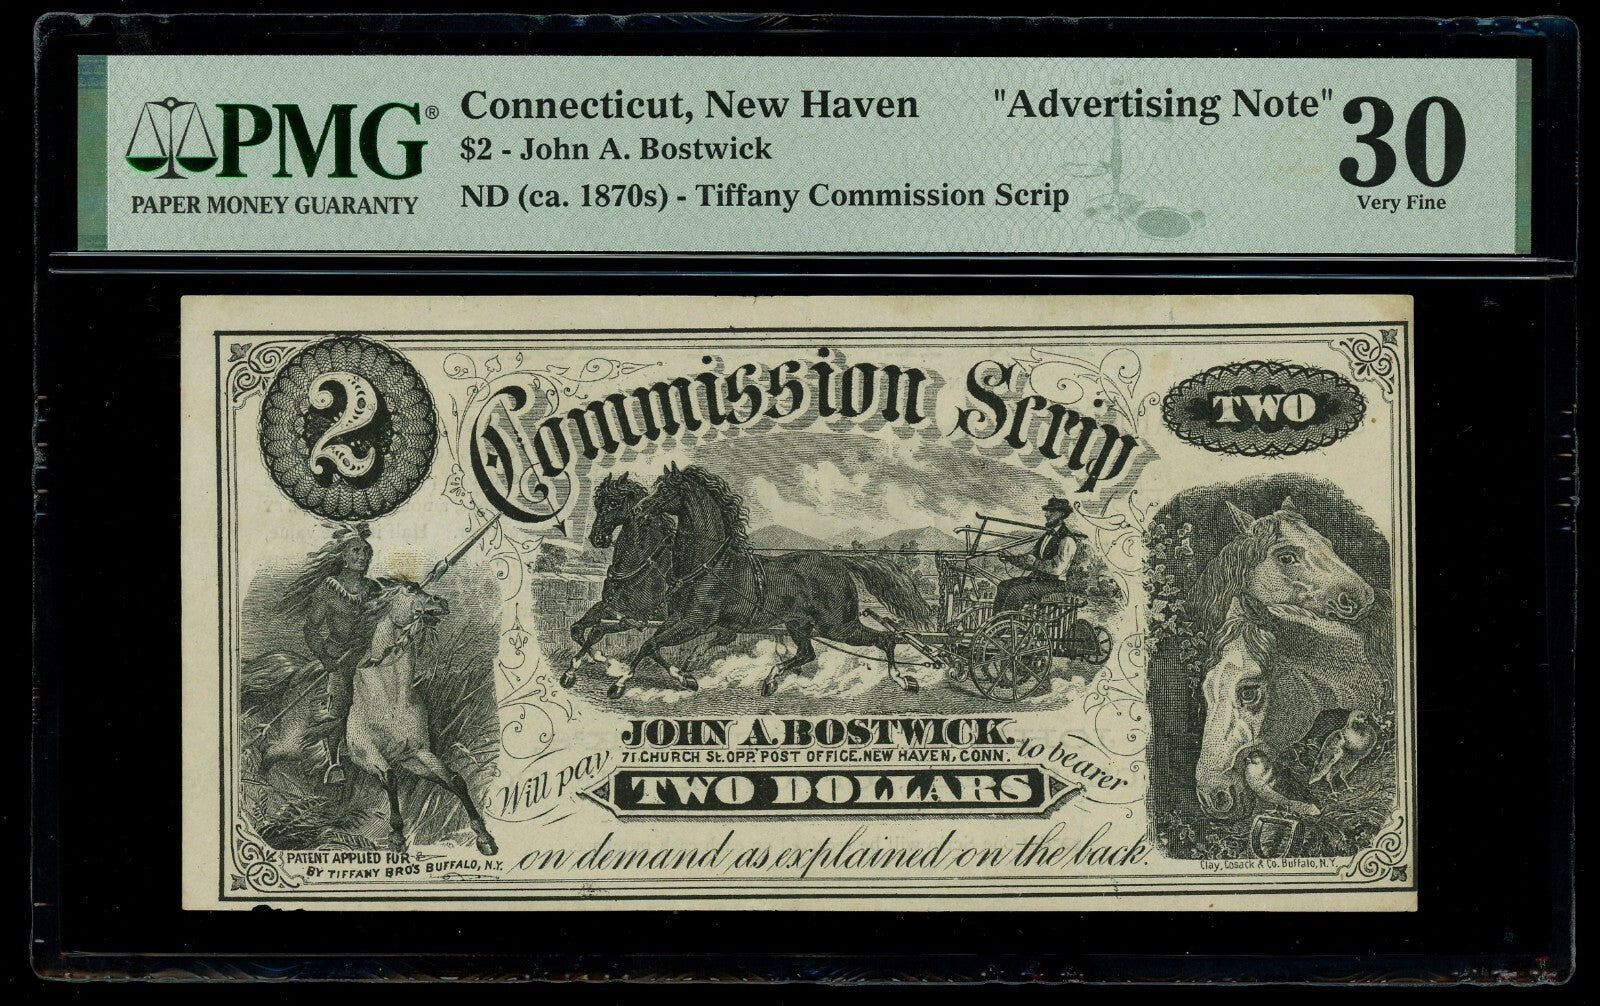 PMG®
PAPER MONEY GUARANTY
Connecticut, New Haven "Advertising Note"
$2 - John A. Bostwick
ND (ca. 1870s) - Tiffany Commission Scrip
30
Very Fine
2
Commission Scrip
TWO
JOHN A. BOSTWICK.
71 CHURCH St. OPP. POST OFFICE, NEW HAVEN, CONN.
Will pay
to bearer
TWO DOLLARS
on demand as explained on the back.
PATENT APPLIED FOR
BY TIFFANY BRO'S BUFFALO, N.Y.
Clay, Cosack & Co. Buffalo, N.Y.